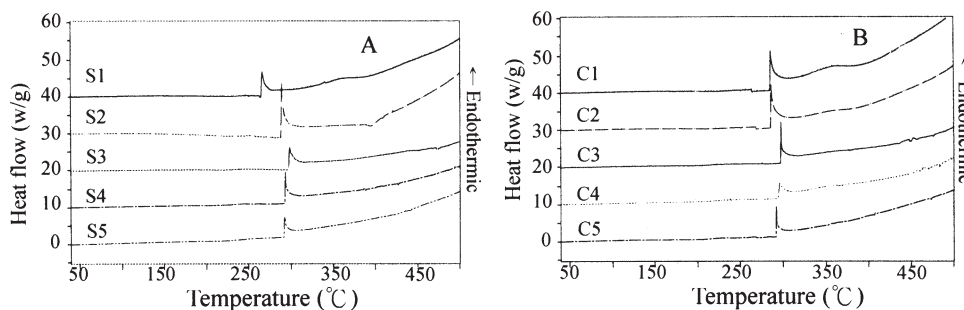 60
50
40
30
20
10
0
Heat flow (w/g)
A
S1
S2
S3
S4
S5
← Endothermic
50
150
250
350
450
Temperature (℃)
60
50
40
30
20
10
0
Heat flow (w/g)
B
C1
C2
C3
C4
C5
50
150
250
350
450
Temperature (℃)